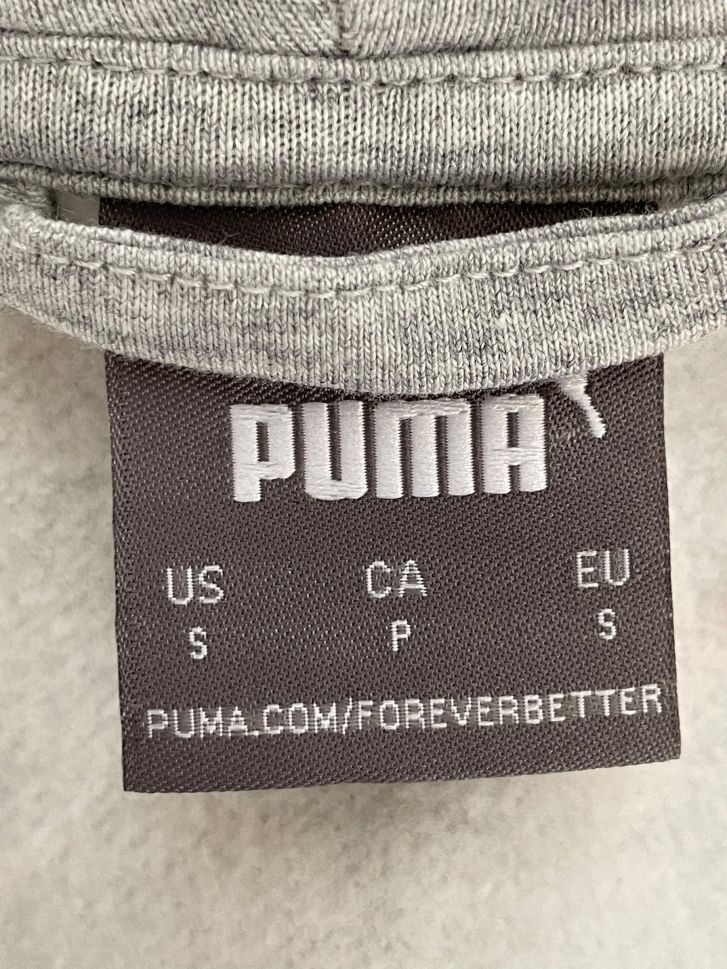 PUMA
US CA EU
S P S
PUMA.COM/FOREVERBETTER